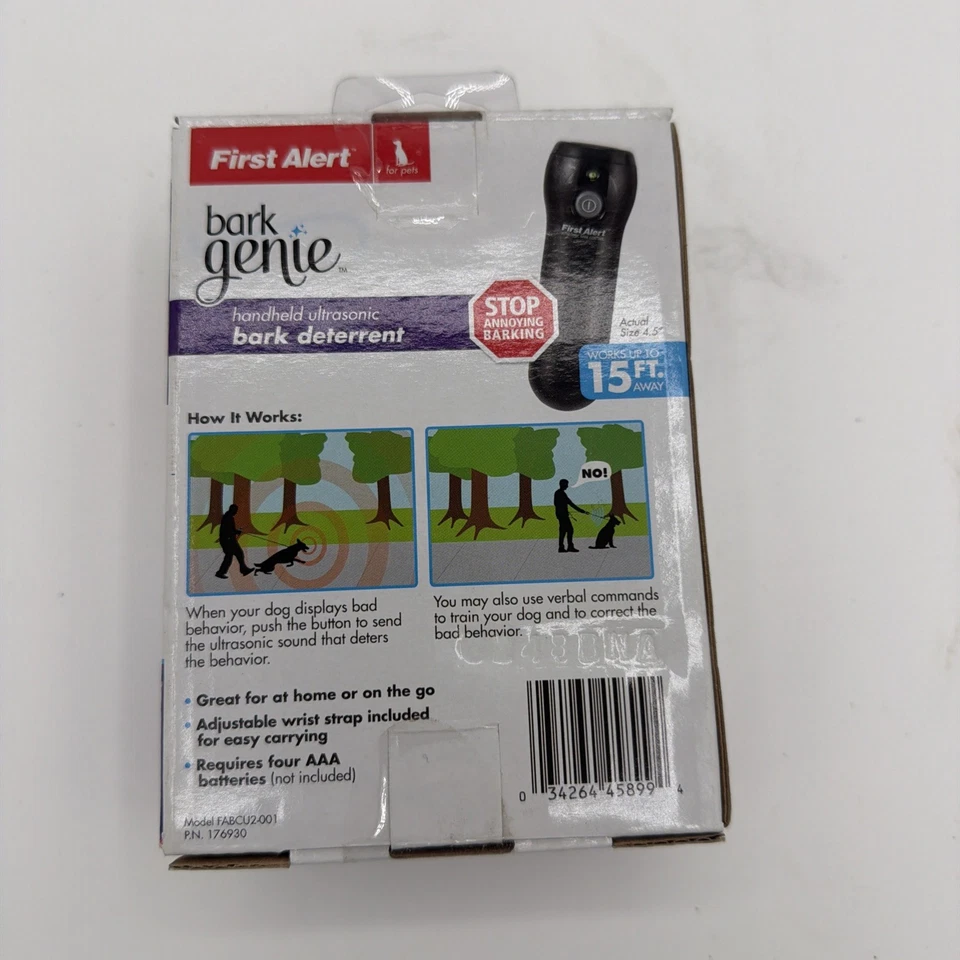 First Alert™
for pets
bark
genie™
handheld ultrasonic
bark deterrent
STOP
ANNOYING
BARKING
First Alert
Actual
Size 4.5"
WORKS UP TO
15 FT.
AWAY
How It Works:
NO!
When your dog displays bad
behavior, push the button to send
the ultrasonic sound that deters
the behavior.
You may also use verbal commands
to train your dog and to correct the
bad behavior.
• Great for at home or on the go
• Adjustable wrist strap included
for easy carrying
• Requires four AAA
batteries (not included)
Model FABCU2-001
P.N. 176930
0 34264 45899 4